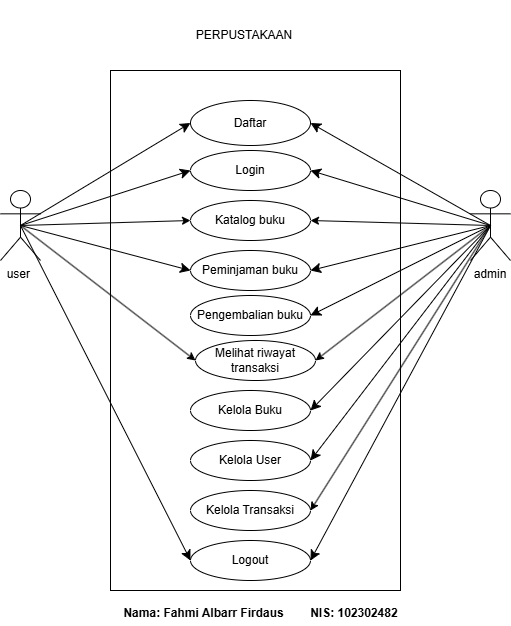 PERPUSTAKAAN
Daftar
Login
Katalog buku
Peminjaman buku
Pengembalian buku
Melihat riwayat
transaksi
Kelola Buku
Kelola User
Kelola Transaksi
Logout
user
admin
Nama: Fahmi Albarr Firdaus NIS: 102302482